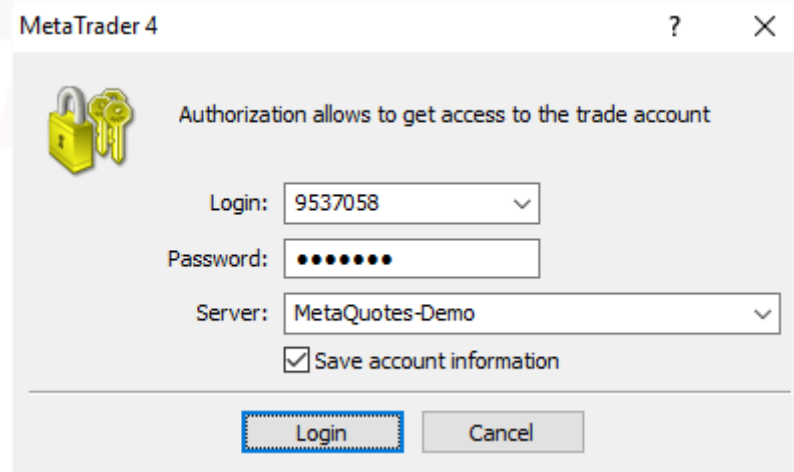 MetaTrader 4 ?
Authorization allows to get access to the trade account
Login: 9537058
Password: •••••••
Server: MetaQuotes-Demo
Save account information
Login Cancel